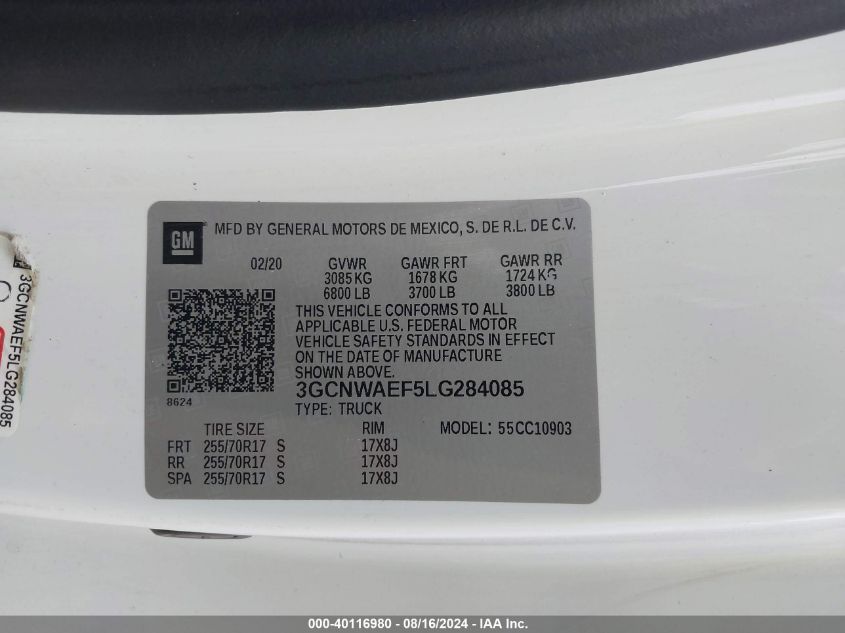 GM
MFD BY GENERAL MOTORS DE MEXICO, S. DE R.L. DE C.V.
02/20 GVWR GAWR FRT GAWR RR
3085 KG 1678 KG 1724 KG
6800 LB 3700 LB 3800 LB
THIS VEHICLE CONFORMS TO ALL
APPLICABLE U.S. FEDERAL MOTOR
VEHICLE SAFETY STANDARDS IN EFFECT
ON THE DATE OF MANUFACTURE
SHOWN ABOVE.
3GCNWAEF5LG284085
8624
TYPE: TRUCK
TIRE SIZE RIM MODEL: 55CC10903
FRT 255/70R17 S 17X8J
RR 255/70R17 S 17X8J
SPA 255/70R17 S 17X8J
3GCNWAEF5LG284085
000-40116980 - 08/16/2024 - IAA Inc.